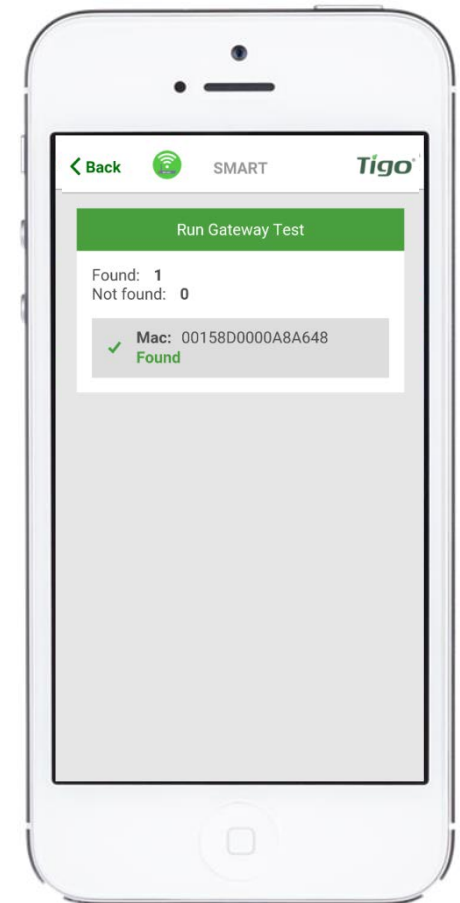 Back SMART Tigo
Run Gateway Test
Found: 1
Not found: 0
Mac: 00158D0000A8A648
Found